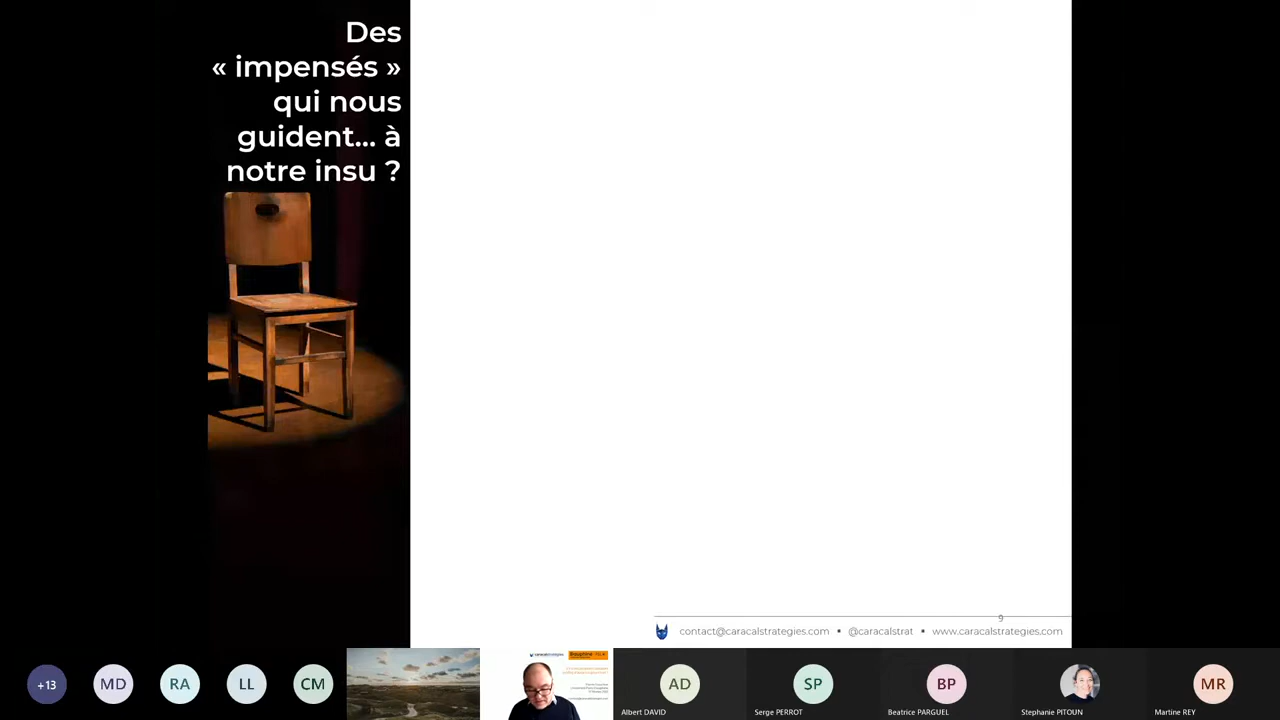 Des
« impensés »
qui nous
guident... à
notre insu ?
9
contact@caracalstrategies.com ▪ @caracalstrat ▪ www.caracalstrategies.com
+13
MD
RA
LL
CM
AD
SP
BP
MR
Albert DAVID
Serge PERROT
Beatrice PARGUEL
Stephanie PITOUN
Martine REY